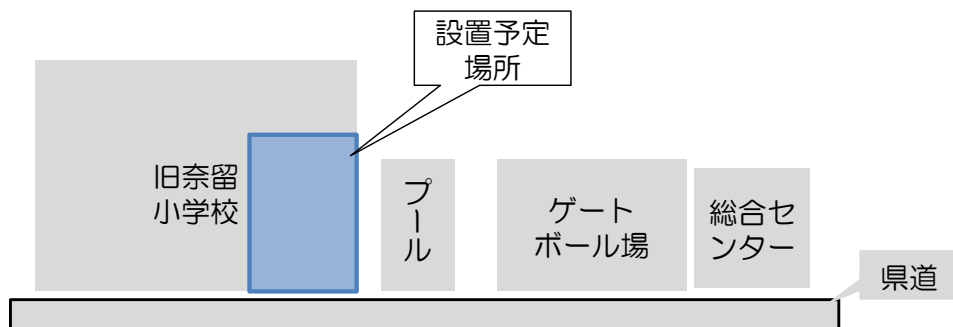 設置予定
場所
旧奈留
小学校
プール
ゲート
ボール場
総合セ
ンター
県道